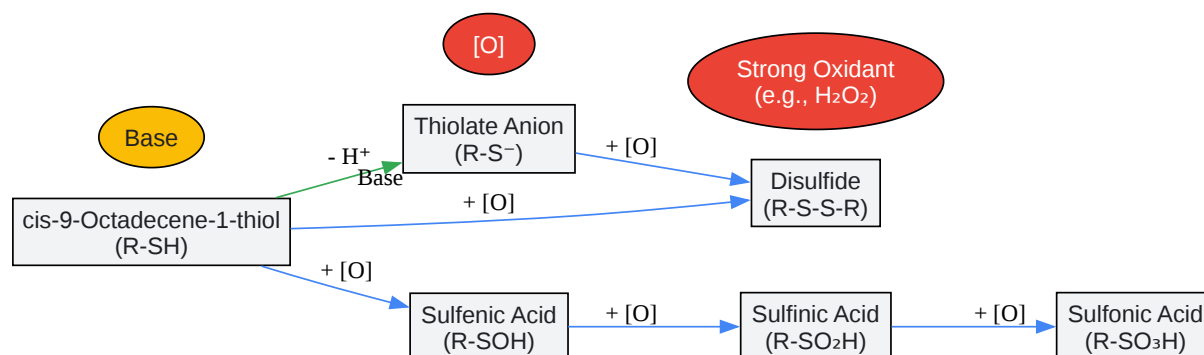 [O]
Strong Oxidant
(e.g., H₂O₂)
Base
Thiolate Anion
(R-S⁻)
- H⁺
Base
+ [O]
Disulfide
(R-S-S-R)
cis-9-Octadecene-1-thiol
(R-SH)
+ [O]
+ [O]
Sulfenic Acid
(R-SOH)
+ [O]
Sulfinic Acid
(R-SO₂H)
+ [O]
Sulfonic Acid
(R-SO₃H)